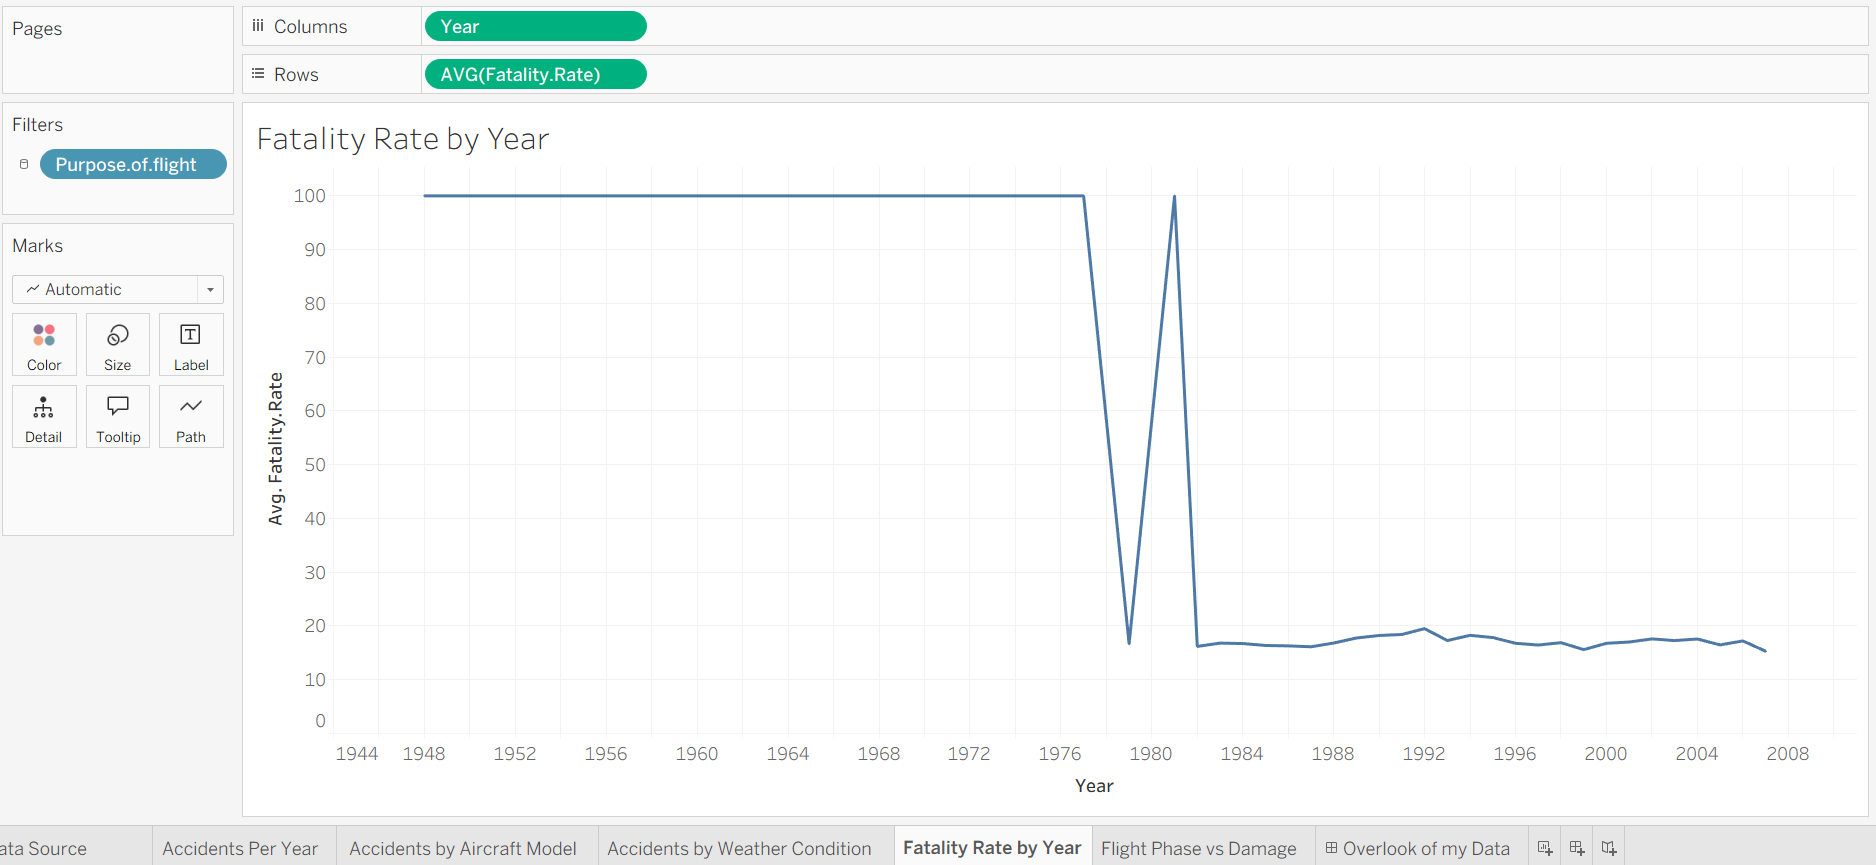 Pages
Columns
Year
Rows
AVG(Fatality.Rate)
Filters
Purpose.of.flight
Marks
Automatic
Color
Size
Label
Detail
Tooltip
Path
Fatality Rate by Year
100
90
80
70
60
50
40
30
20
10
0
Avg. Fatality.Rate
1944 1948 1952 1956 1960 1964 1968 1972 1976 1980 1984 1988 1992 1996 2000 2004 2008
Year
ata Source Accidents Per Year Accidents by Aircraft Model Accidents by Weather Condition Fatality Rate by Year Flight Phase vs Damage Overlook of my Data